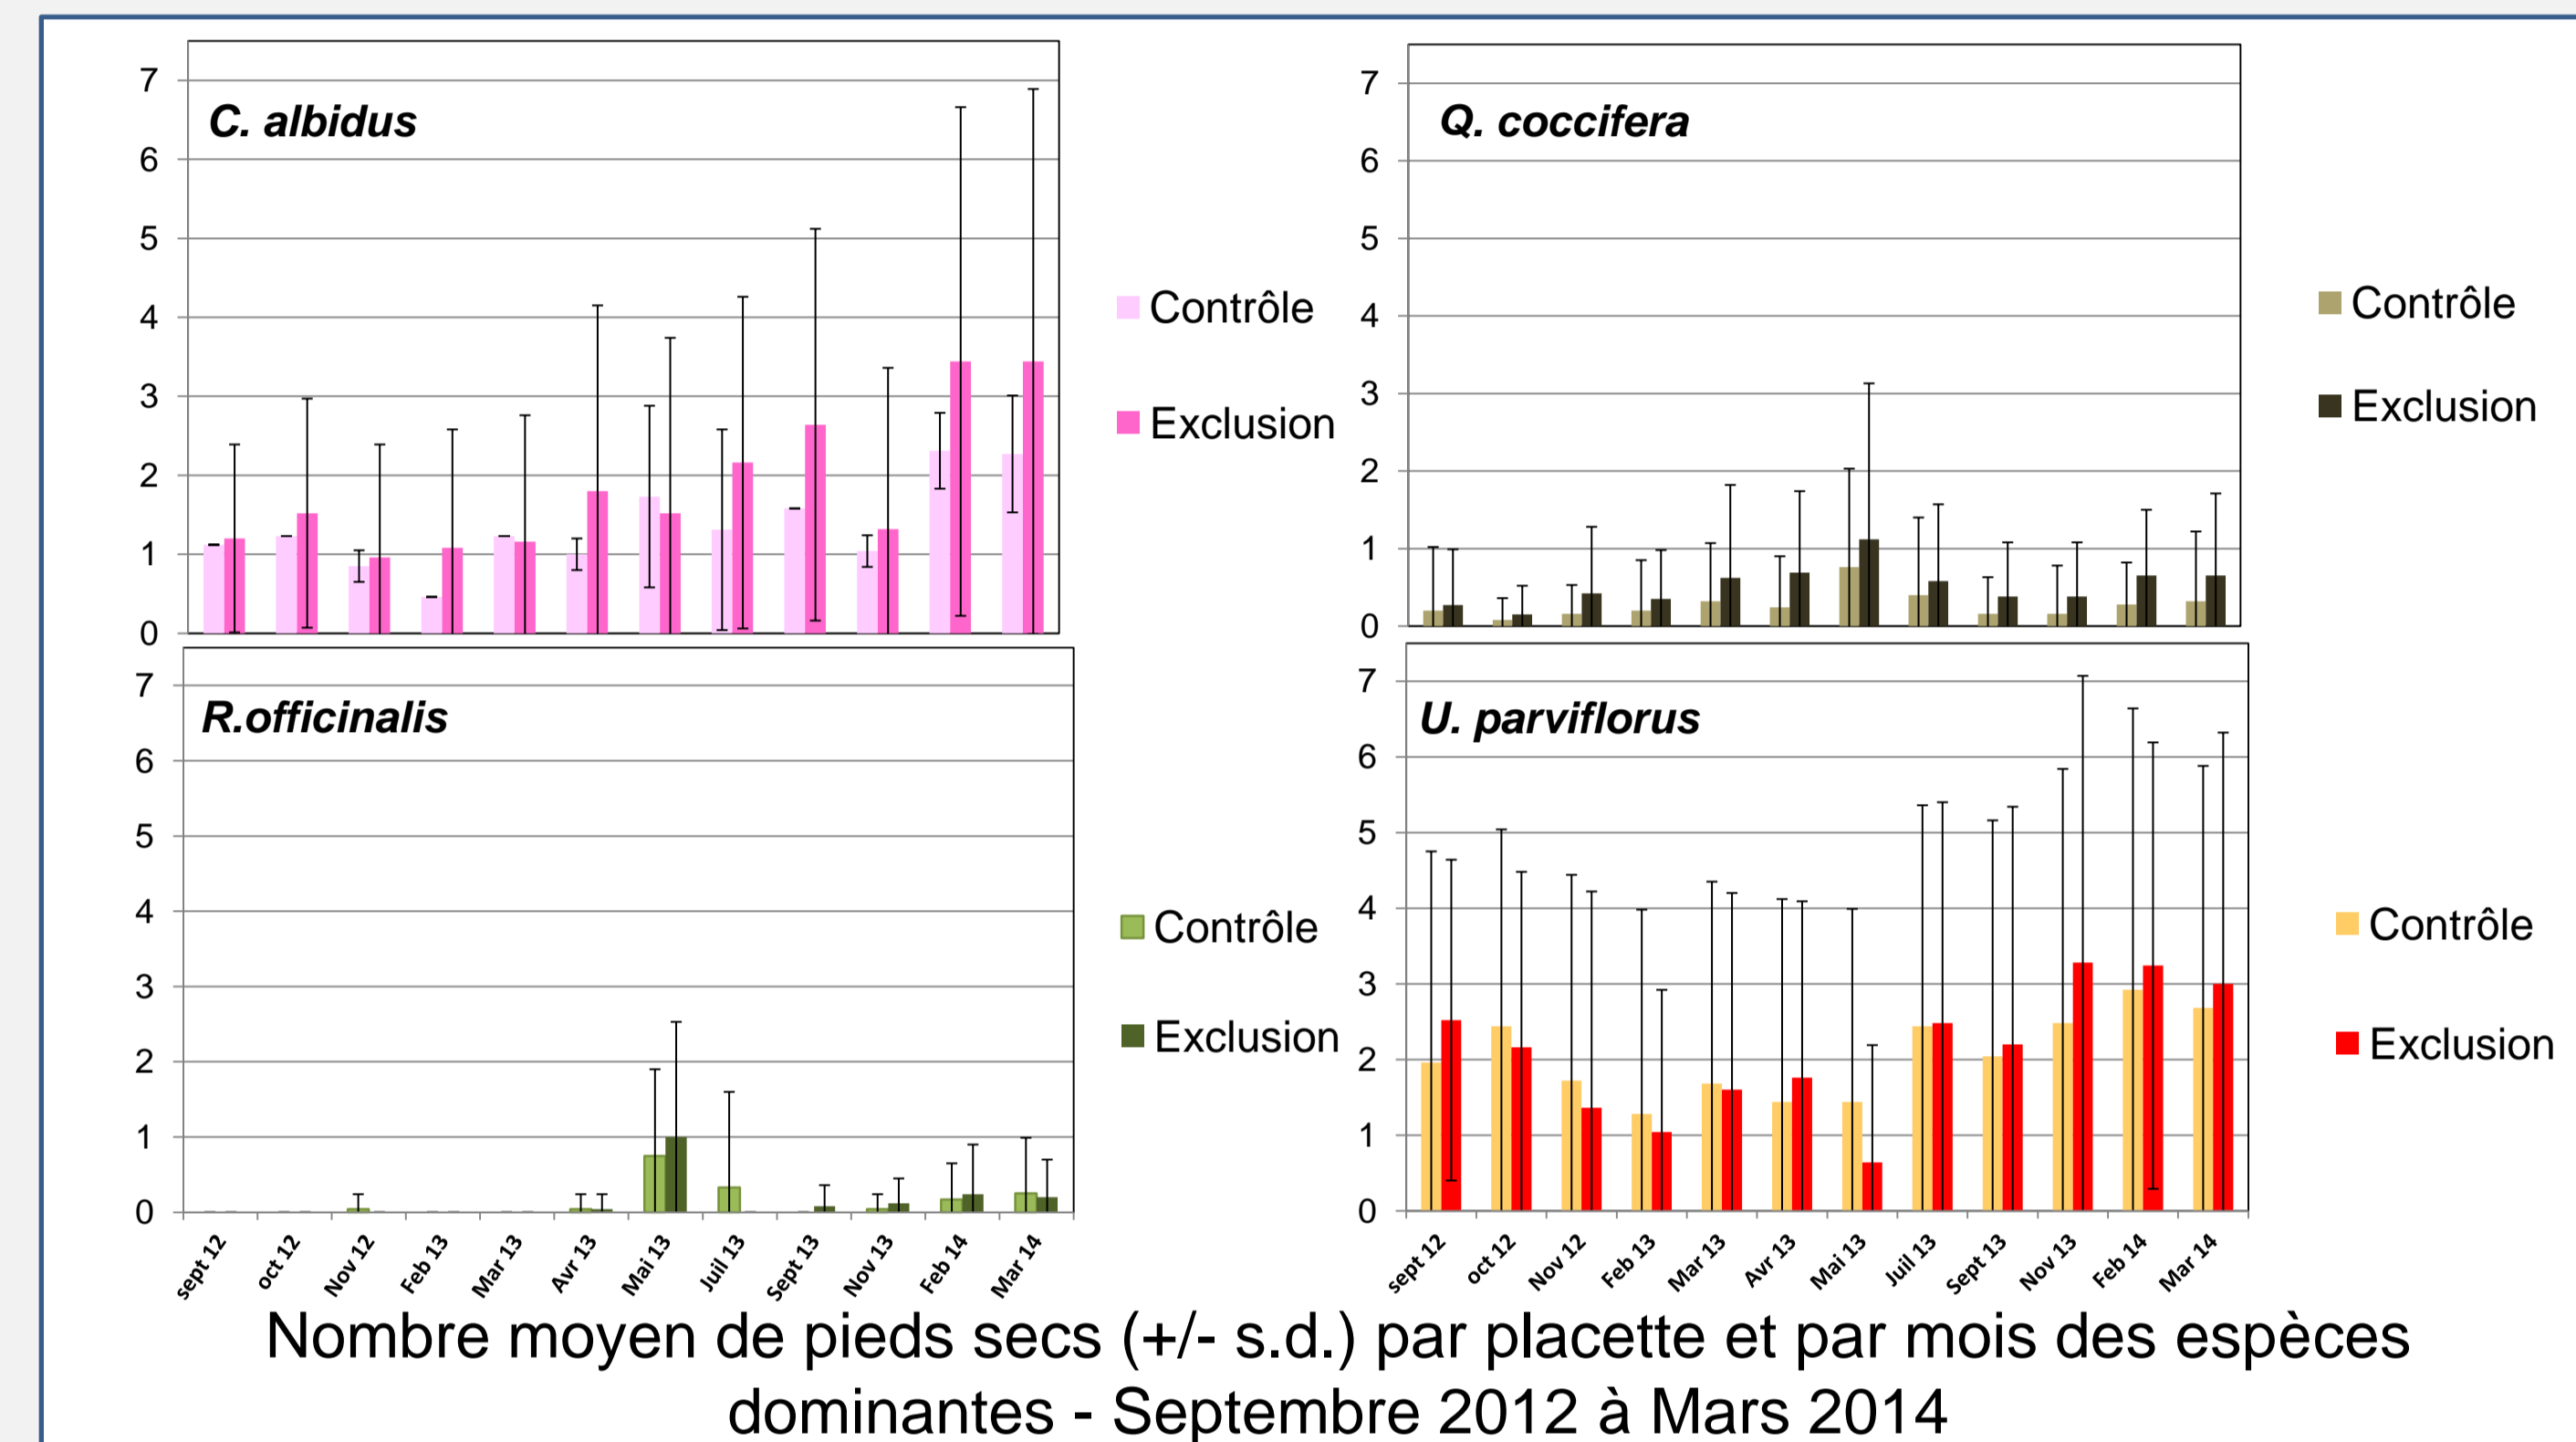 7
6
5
4
3
2
1
0
C. albidus
Contrôle
Exclusion
7
6
5
4
3
2
1
0
Q. coccifera
Contrôle
Exclusion
7
6
5
4
3
2
1
0
R.officinalis
Contrôle
Exclusion
sept 12 oct 12 Nov 12 Feb 13 Mar 13 Avr 13 Mai 13 Juil 13 Sept 13 Nov 13 Feb 14 Mar 14
7
6
5
4
3
2
1
0
U. parviflorus
Contrôle
Exclusion
sept 12 oct 12 Nov 12 Feb 13 Mar 13 Avr 13 Mai 13 Juil 13 Sept 13 Nov 13 Feb 14 Mar 14
Nombre moyen de pieds secs (+/- s.d.) par placette et par mois des espèces
dominantes - Septembre 2012 à Mars 2014